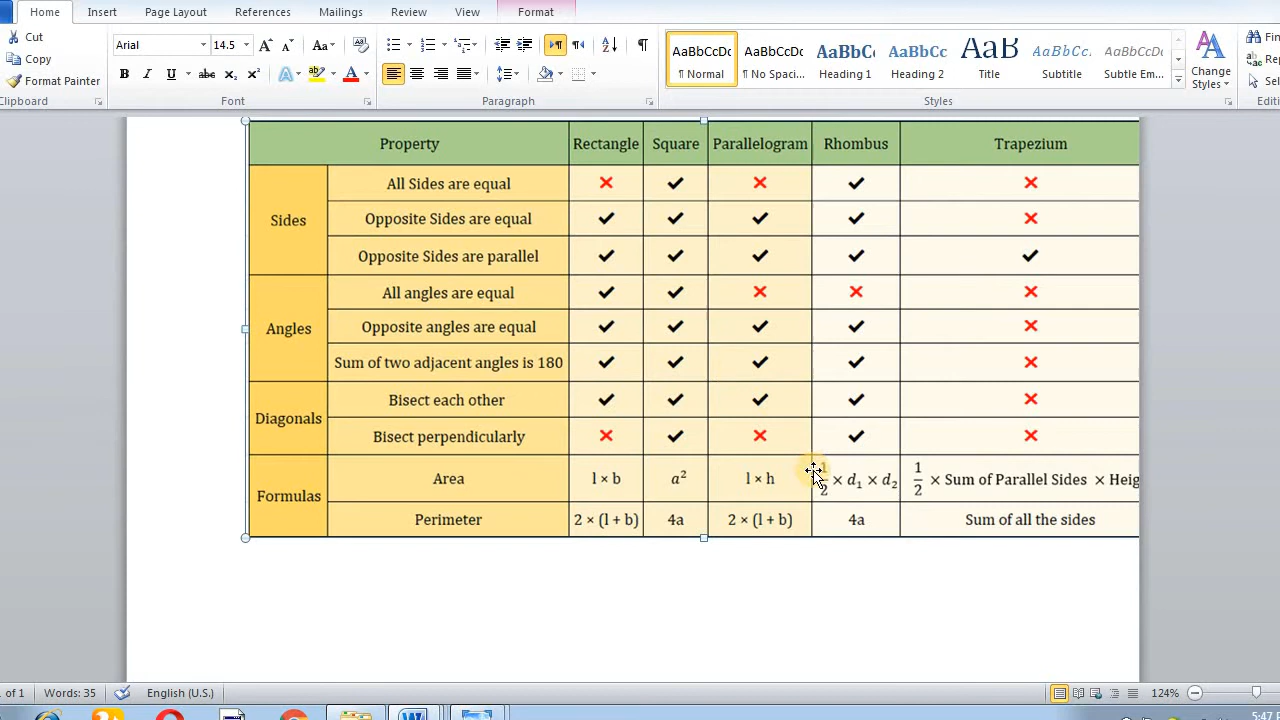 Home Insert Page Layout References Mailings Review View Format
Cut
Copy
Format Painter
Clipboard
Arial 14.5
Font
Paragraph
AaBbCcDc AaBbCcDc AaBbCc AaBbCc AaB AaBbCc. AaBbCcDc
¶ Normal ¶ No Spaci... Heading 1 Heading 2 Title Subtitle Subtle Em...
Change Styles
Styles
Property Rectangle Square Parallelogram Rhombus Trapezium
Sides
All Sides are equal ✕ ✓ ✕ ✓ ✕
Opposite Sides are equal ✓ ✓ ✓ ✓ ✕
Opposite Sides are parallel ✓ ✓ ✓ ✓ ✓
Angles
All angles are equal ✓ ✓ ✕ ✕ ✕
Opposite angles are equal ✓ ✓ ✓ ✓ ✕
Sum of two adjacent angles is 180 ✓ ✓ ✓ ✓ ✕
Diagonals
Bisect each other ✓ ✓ ✓ ✓ ✕
Bisect perpendicularly ✕ ✓ ✕ ✓ ✕
Formulas
Area l × b a² l × h 1/2 × d₁ × d₂ 1/2 × Sum of Parallel Sides × Heig
Perimeter 2 × (l + b) 4a 2 × (l + b) 4a Sum of all the sides
of 1 Words: 35 English (U.S.) 124%